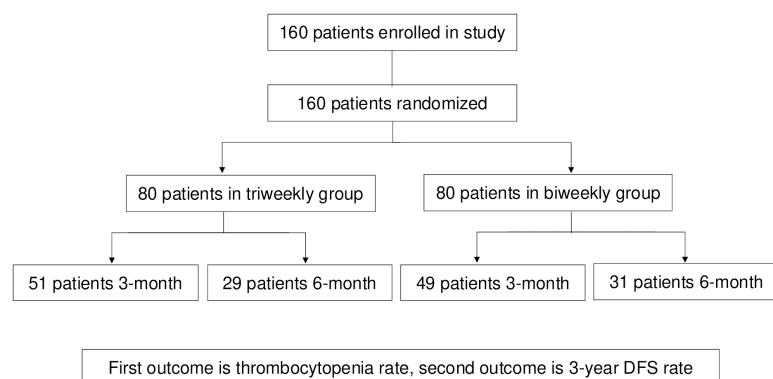 160 patients enrolled in study
160 patients randomized
80 patients in triweekly group
80 patients in biweekly group
51 patients 3-month
29 patients 6-month
49 patients 3-month
31 patients 6-month
First outcome is thrombocytopenia rate, second outcome is 3-year DFS rate